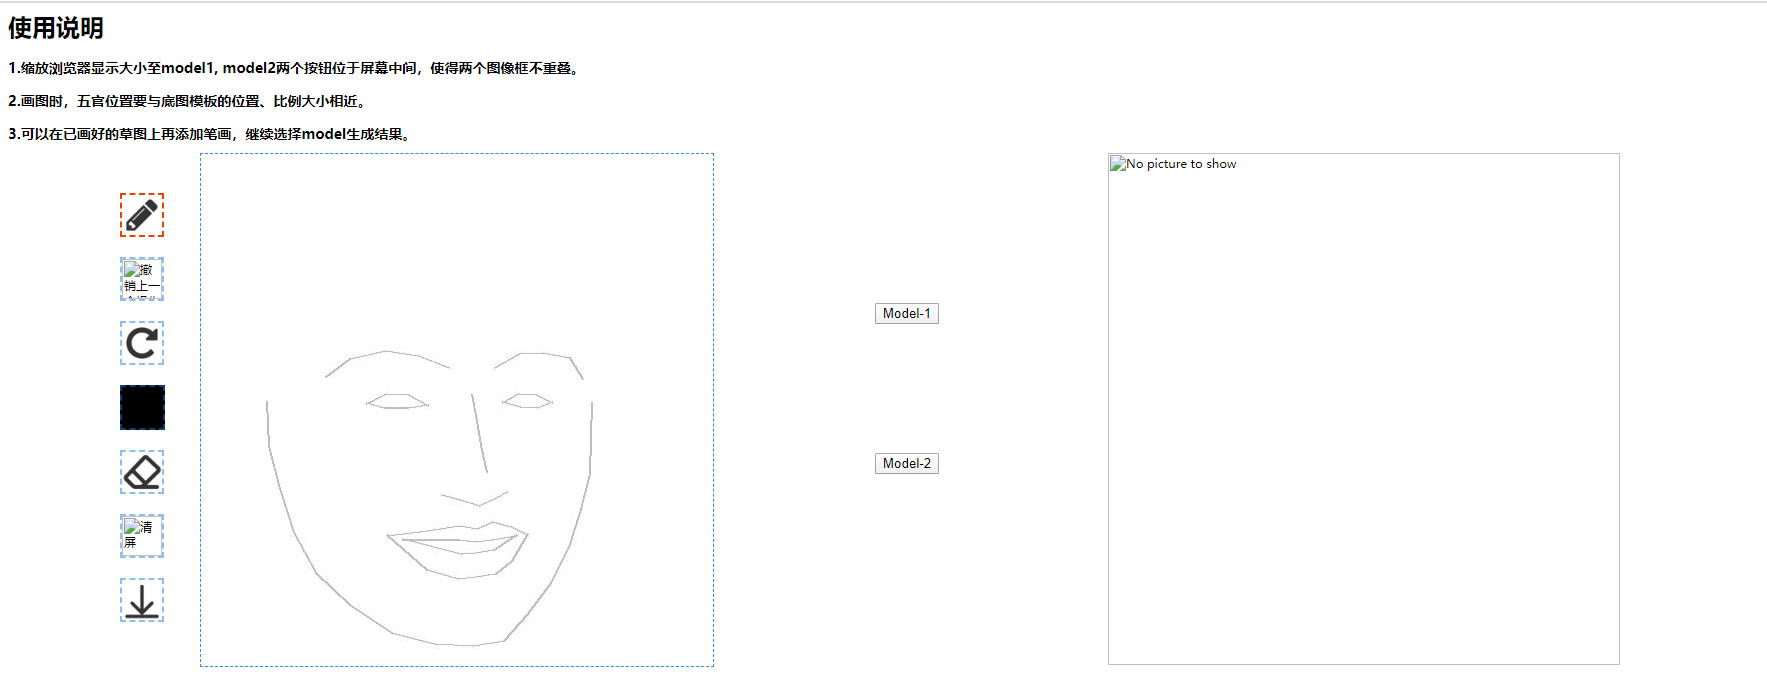 使用说明
1.缩放浏览器显示大小至model1, model2两个按钮位于屏幕中间，使得两个图像框不重叠。
2.画图时，五官位置要与底图模板的位置、比例大小相近。
3.可以在已画好的草图上再添加笔画，继续选择model生成结果。
No picture to show
撤
销上一
Model-1
Model-2
清
屏